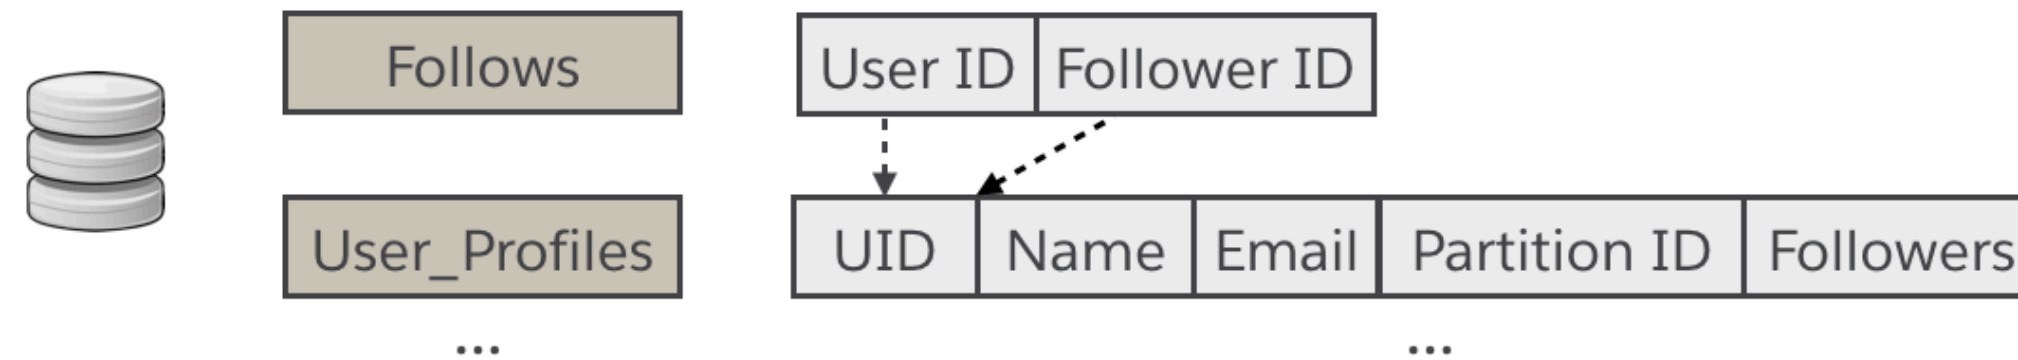 Follows User ID Follower ID
User_Profiles UID Name Email Partition ID Followers
... ...